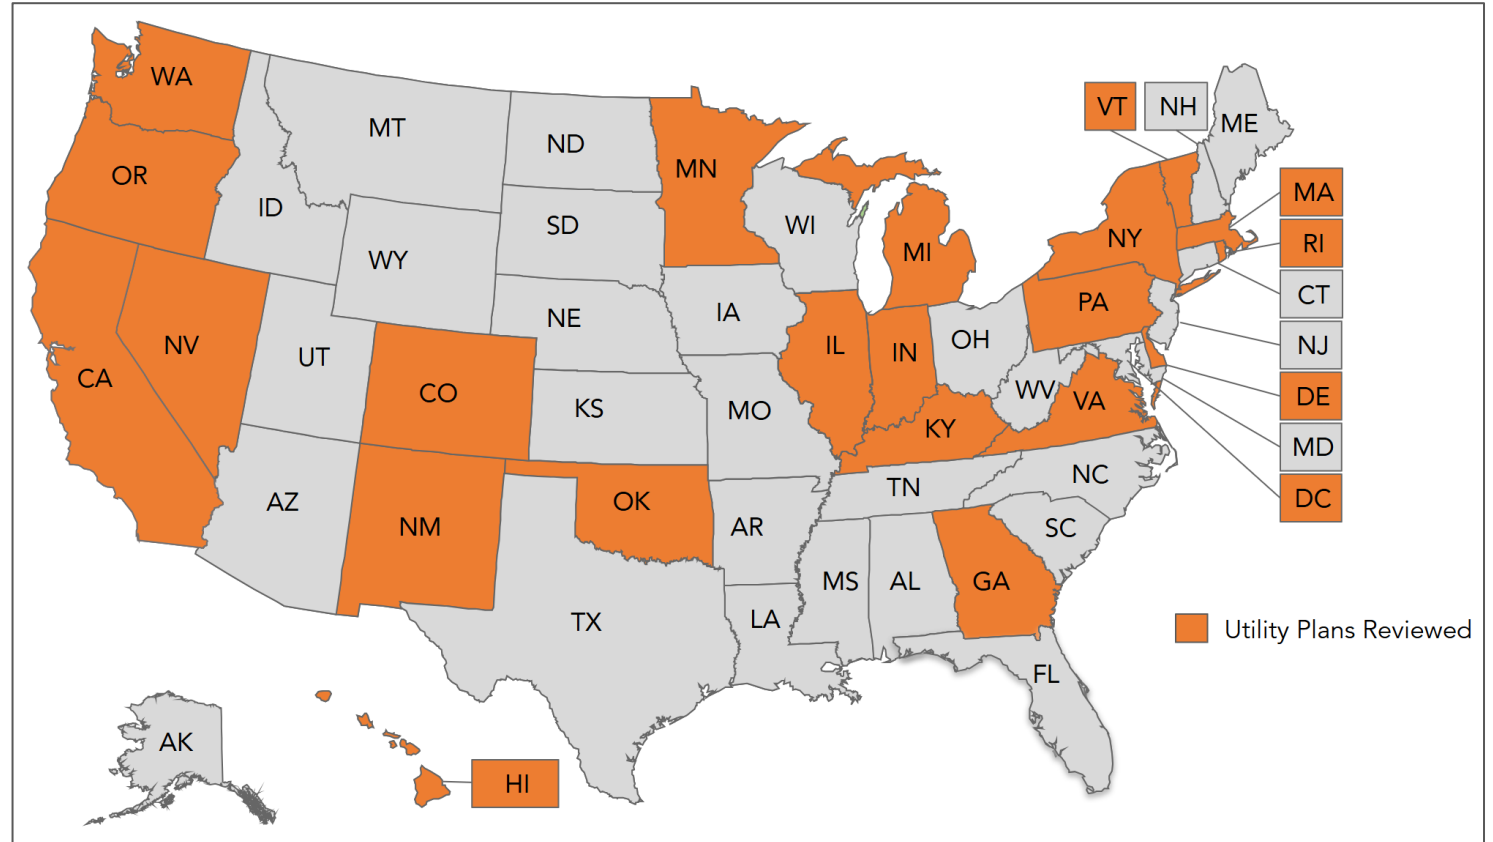 WA
MT
ND
MN
VT
NH
ME
OR
ID
SD
WI
MI
NY
MA
RI
WY
CT
NE
IA
PA
NJ
NV
UT
IL
IN
OH
CA
CO
KS
MO
WV
VA
DE
KY
MD
AZ
NM
OK
AR
TN
NC
DC
SC
MS
AL
GA
TX
LA
Utility Plans Reviewed
FL
AK
HI